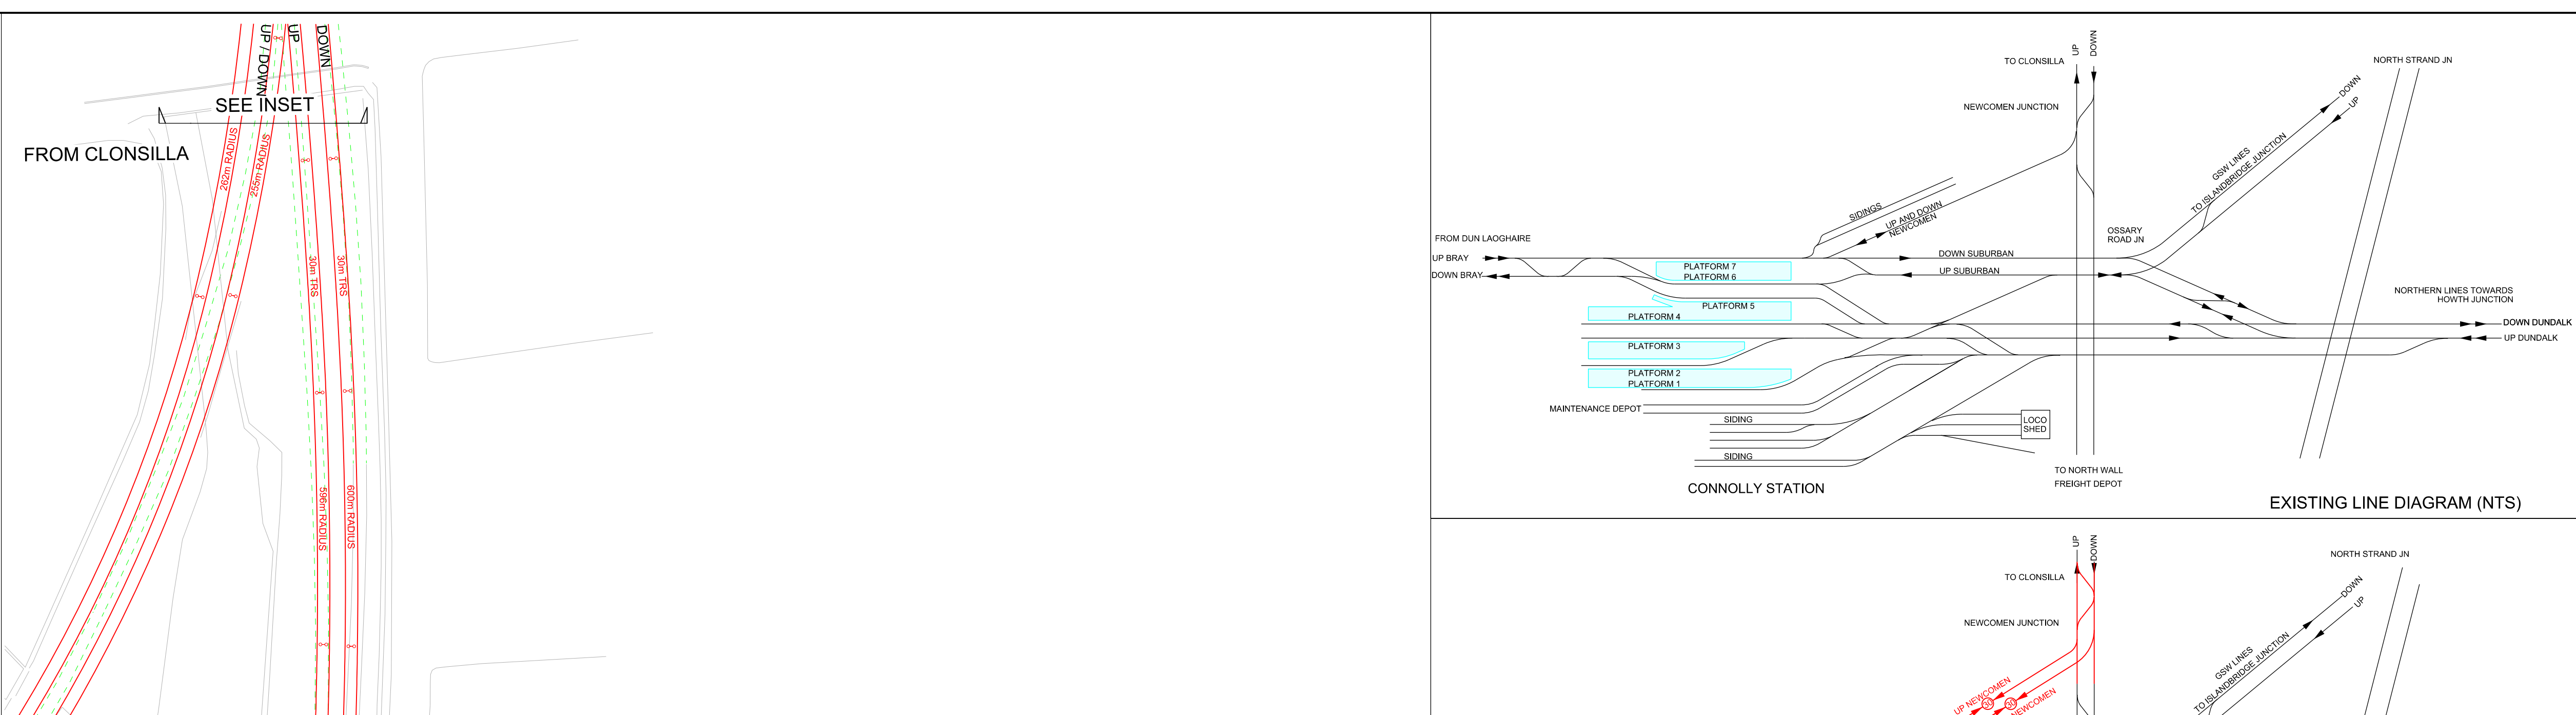 UP / DOWN
UP
DOWN
SEE INSET
FROM CLONSILLA
262m RADIUS
255m RADIUS
30m TRS
30m TRS
596m RADIUS
600m RADIUS
UP
DOWN
TO CLONSILLA
NORTH STRAND JN
NEWCOMEN JUNCTION
DOWN
UP
GSW LINES
TO ISLANDBRIDGE JUNCTION
SIDINGS
UP AND DOWN
NEWCOMEN
FROM DUN LAOGHAIRE
OSSARY
ROAD JN
UP BRAY
DOWN SUBURBAN
PLATFORM 7
DOWN BRAY
PLATFORM 6
UP SUBURBAN
NORTHERN LINES TOWARDS
HOWTH JUNCTION
PLATFORM 5
PLATFORM 4
DOWN DUNDALK
UP DUNDALK
PLATFORM 3
PLATFORM 2
PLATFORM 1
MAINTENANCE DEPOT
SIDING
LOCO
SHED
SIDING
TO NORTH WALL
FREIGHT DEPOT
CONNOLLY STATION
EXISTING LINE DIAGRAM (NTS)
UP
DOWN
NORTH STRAND JN
TO CLONSILLA
DOWN
UP
NEWCOMEN JUNCTION
GSW LINES
TO ISLANDBRIDGE JUNCTION
UP NEWCOMEN
30
30
NEWCOMEN